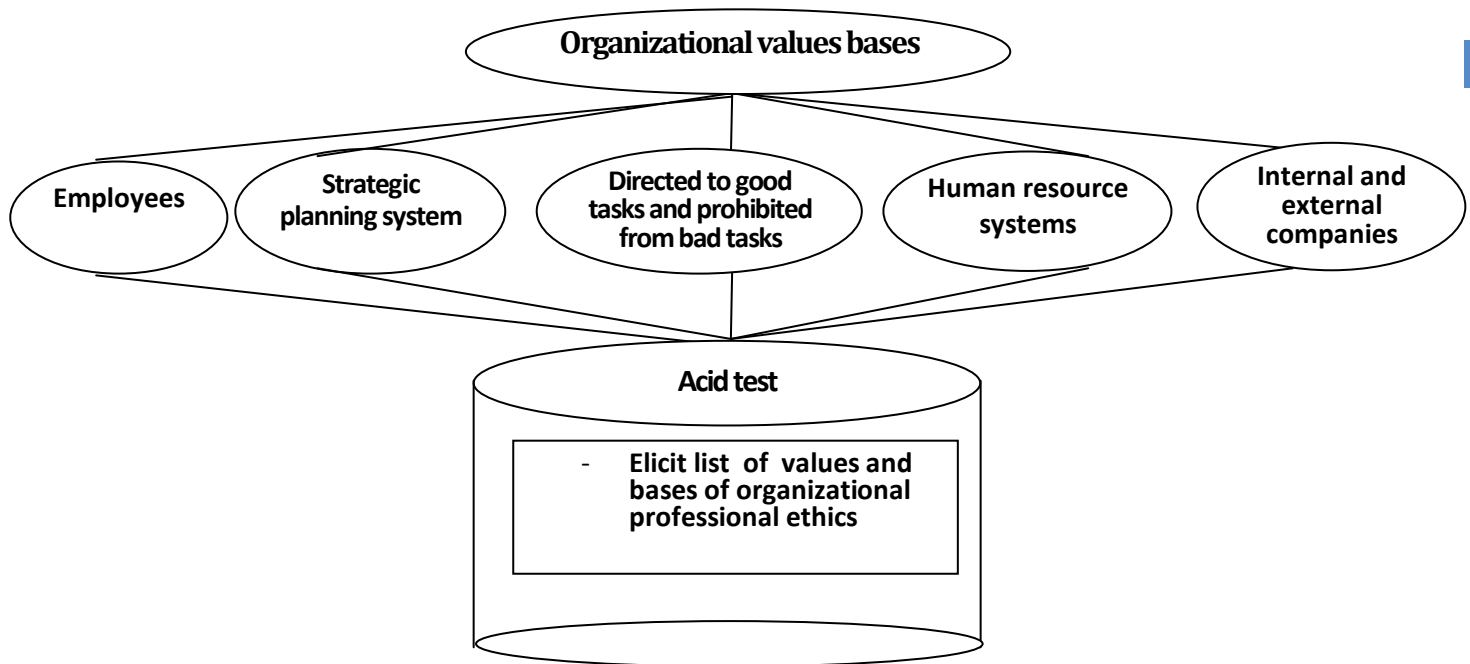 Organizational values bases
Employees
Strategic
planning system
Directed to good
tasks and prohibited
from bad tasks
Human resource
systems
Internal and
external
companies
Acid test
- Elicit list of values and
bases of organizational
professional ethics